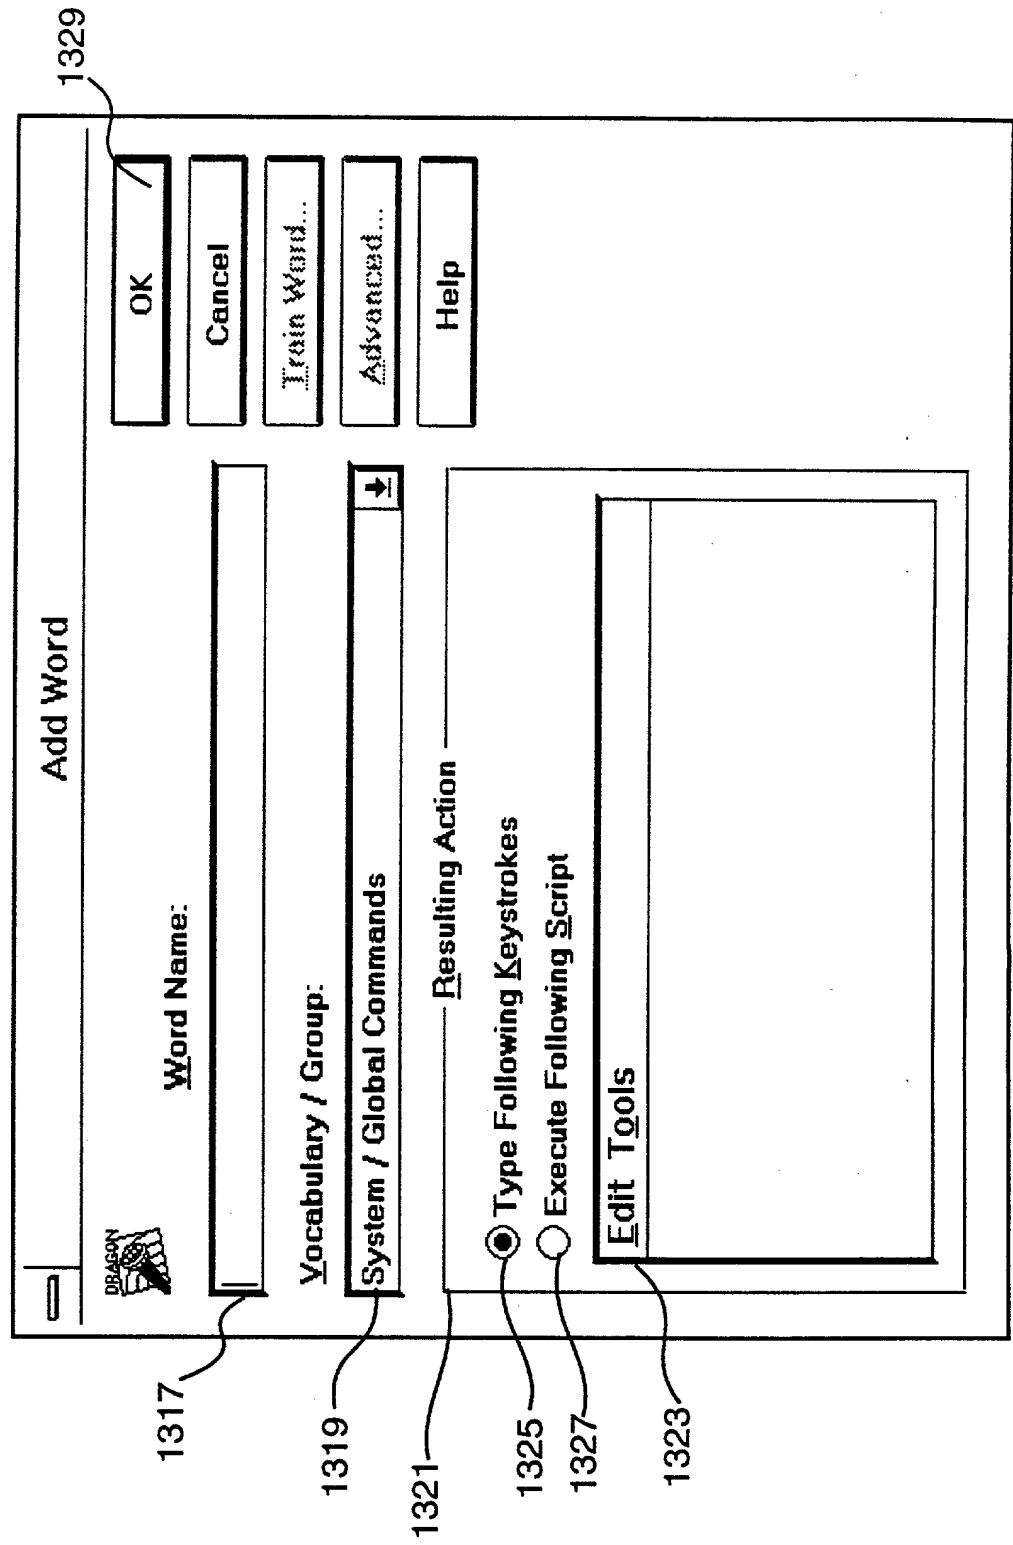 1329
Add Word
DRAGON
Word Name:
OK
Cancel
1317
Vocabulary / Group:
Train Word...
1319
System / Global Commands
Advanced...
1321
Resulting Action
Help
1325
Type Following Keystrokes
1327
Execute Following Script
1323
Edit Tools